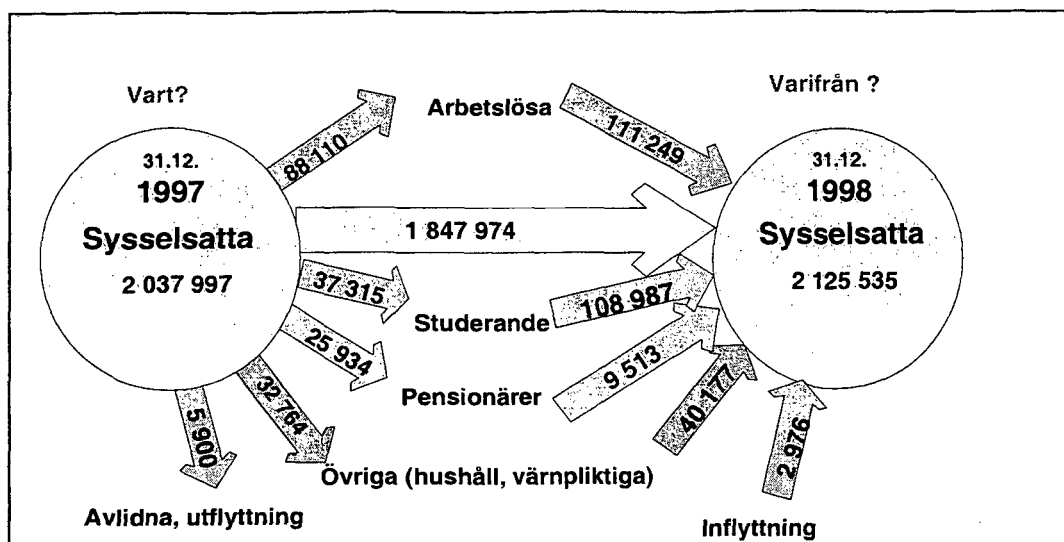 Vart?
Varifrån ?
Arbetslösa
88 110
111 249
31.12.
1997
Sysselsatta
2 037 997
31.12.
1998
Sysselsatta
2 125 535
1 847 974
37 315
Studerande
108 987
25 934
Pensionärer
9 513
32 764
40 177
5 900
2 976
Övriga (hushåll, värnpliktiga)
Avlidna, utflyttning
Inflyttning